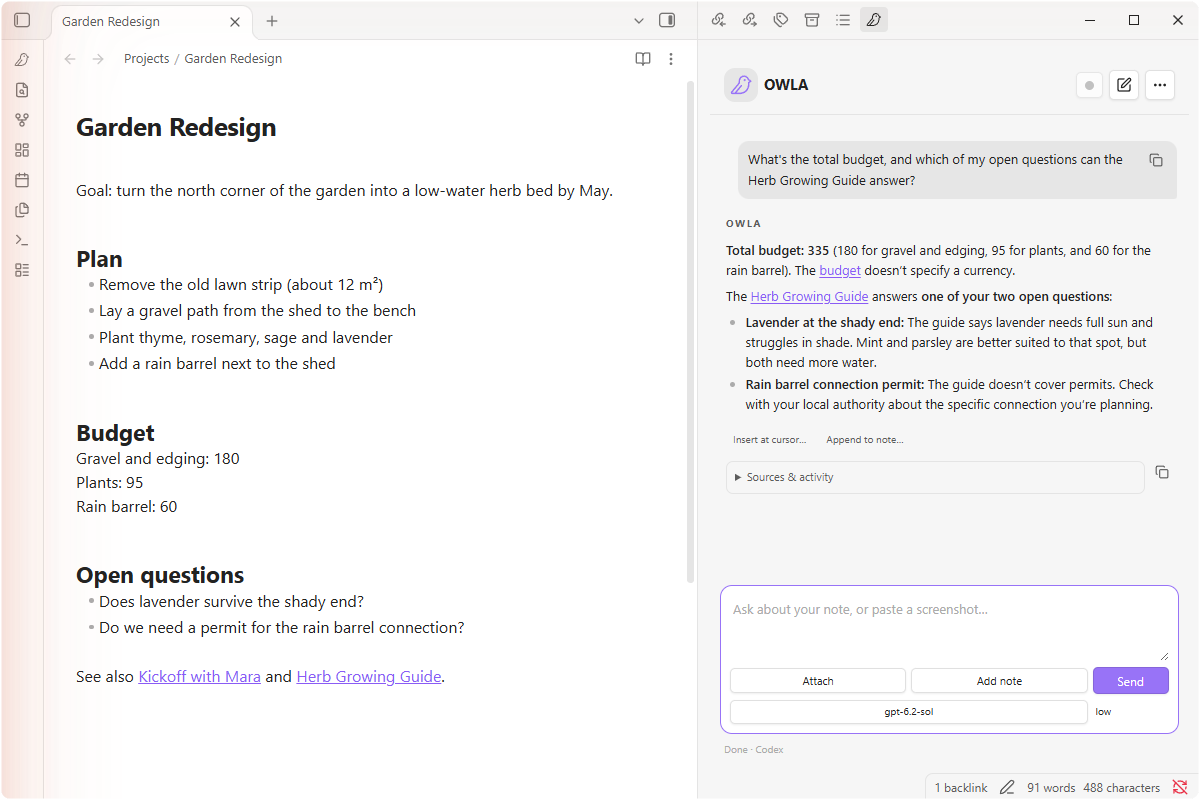 Garden Redesign
Projects / Garden Redesign
Garden Redesign
Goal: turn the north corner of the garden into a low-water herb bed by May.
Plan
• Remove the old lawn strip (about 12 m²)
• Lay a gravel path from the shed to the bench
• Plant thyme, rosemary, sage and lavender
• Add a rain barrel next to the shed
Budget
Gravel and edging: 180
Plants: 95
Rain barrel: 60
Open questions
• Does lavender survive the shady end?
• Do we need a permit for the rain barrel connection?
See also Kickoff with Mara and Herb Growing Guide.
OWLA
What's the total budget, and which of my open questions can the
Herb Growing Guide answer?
OWLA
Total budget: 335 (180 for gravel and edging, 95 for plants, and 60 for the
rain barrel). The budget doesn’t specify a currency.
The Herb Growing Guide answers one of your two open questions:
• Lavender at the shady end: The guide says lavender needs full sun and
struggles in shade. Mint and parsley are better suited to that spot, but
both need more water.
• Rain barrel connection permit: The guide doesn’t cover permits. Check
with your local authority about the specific connection you’re planning.
Insert at cursor... Append to note...
Sources & activity
Ask about your note, or paste a screenshot...
Attach Add note Send
gpt-6.2-sol low
Done · Codex
1 backlink 91 words 488 characters